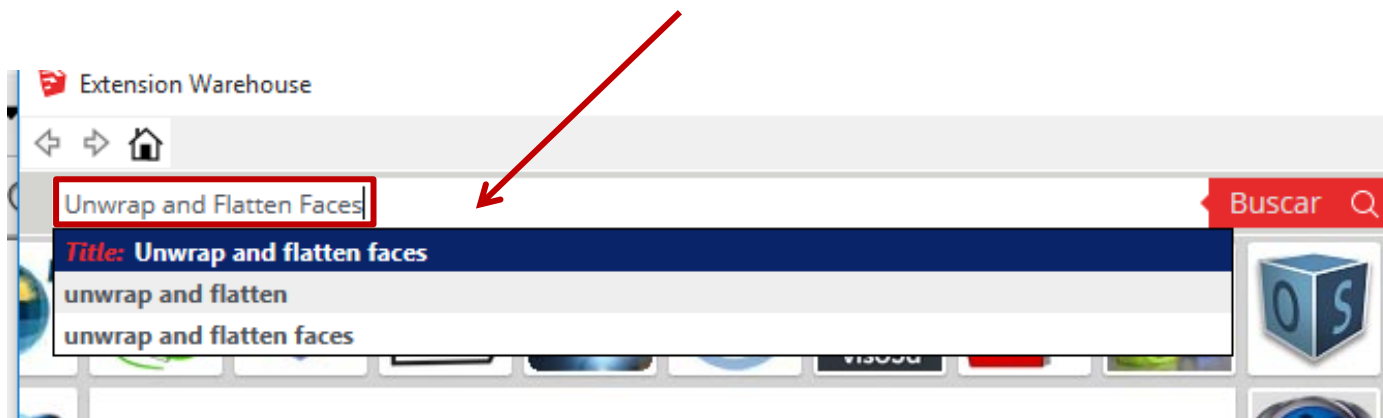 Extension Warehouse
Unwrap and Flatten Faces
Buscar
Title: Unwrap and flatten faces
unwrap and flatten
unwrap and flatten faces
OS